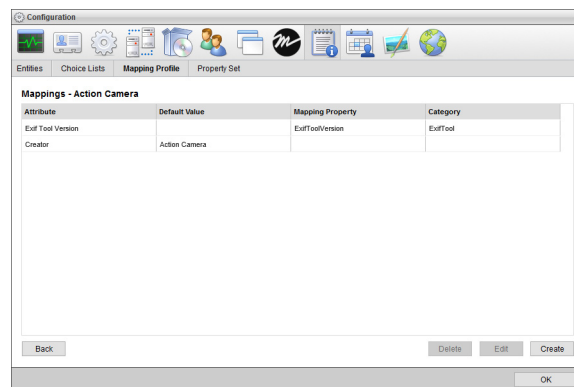 Configuration
Entities Choice Lists Mapping Profile Property Set
Mappings - Action Camera
Attribute Default Value Mapping Property Category
Exif Tool Version ExifToolVersion ExifTool
Creator Action Camera
Back Delete Edit Create
OK